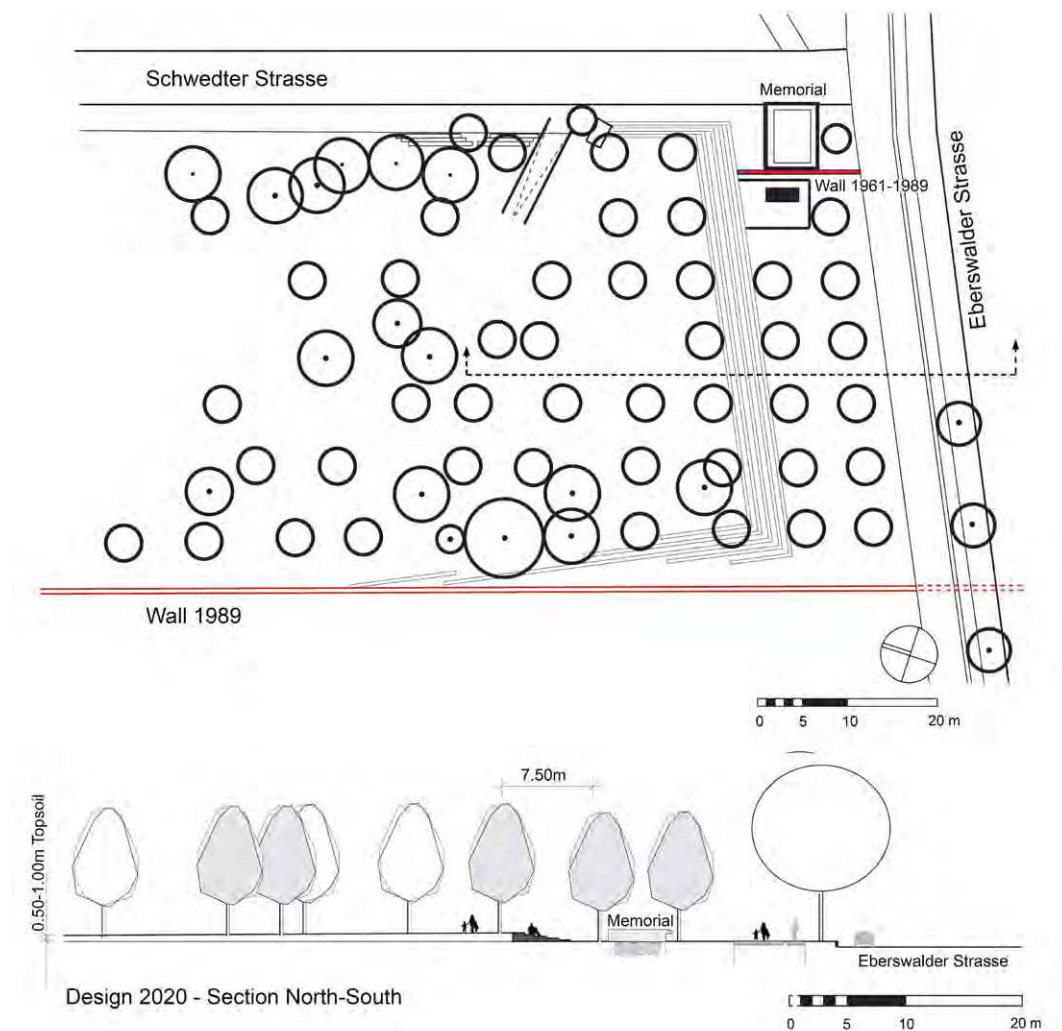 Schwedter Strasse
Memorial
Wall 1961-1989
Eberswalder Strasse
Wall 1989
0 5 10 20 m
7.50m
0.50-1.00m Topsoil
Memorial
Eberswalder Strasse
Design 2020 - Section North-South
0 5 10 20 m